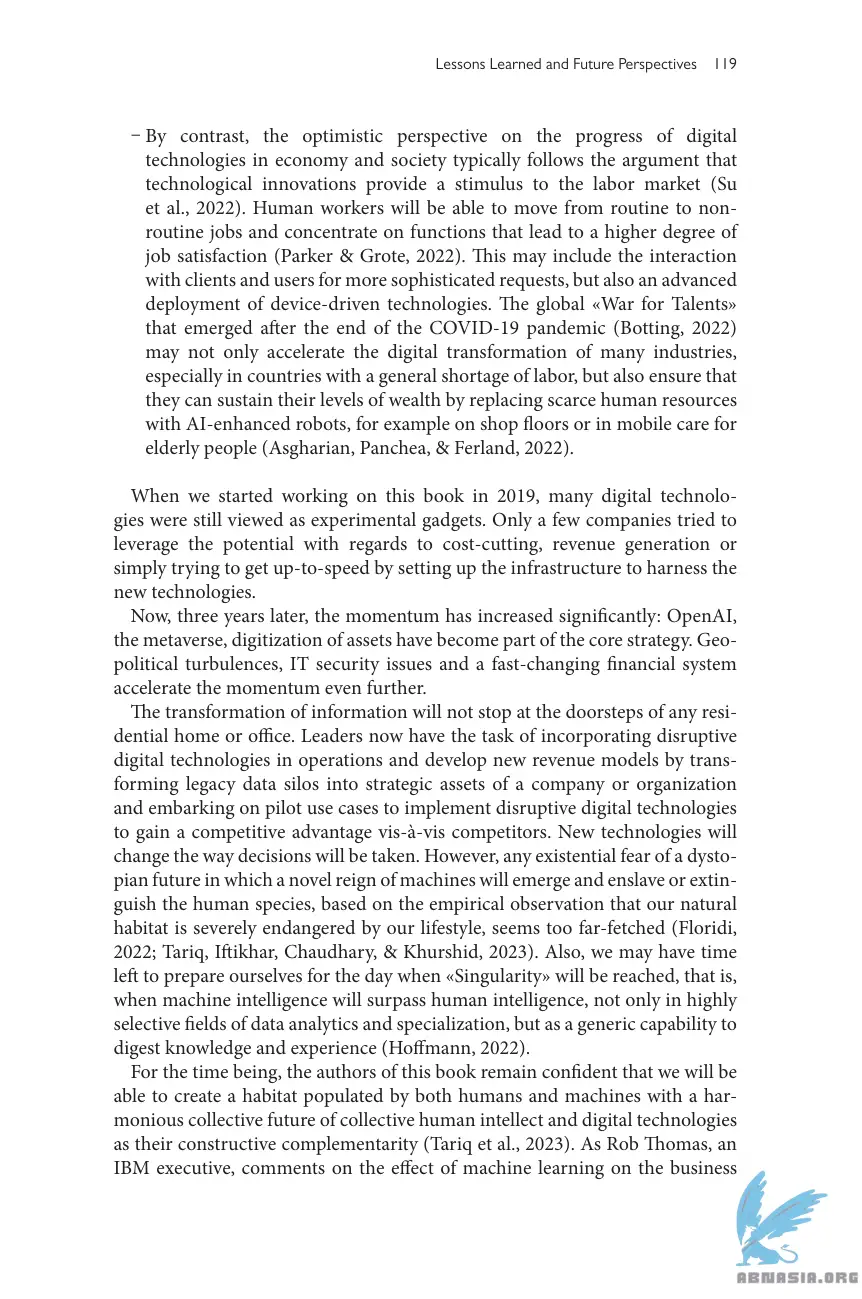 Lessons Learned and Future Perspectives 119
– By contrast, the optimistic perspective on the progress of digital
technologies in economy and society typically follows the argument that
technological innovations provide a stimulus to the labor market (Su
et al., 2022). Human workers will be able to move from routine to non-
routine jobs and concentrate on functions that lead to a higher degree of
job satisfaction (Parker & Grote, 2022). This may include the interaction
with clients and users for more sophisticated requests, but also an advanced
deployment of device-driven technologies. The global «War for Talents»
that emerged after the end of the COVID-19 pandemic (Botting, 2022)
may not only accelerate the digital transformation of many industries,
especially in countries with a general shortage of labor, but also ensure that
they can sustain their levels of wealth by replacing scarce human resources
with AI-enhanced robots, for example on shop floors or in mobile care for
elderly people (Asgharian, Panchea, & Ferland, 2022).
When we started working on this book in 2019, many digital technolo-
gies were still viewed as experimental gadgets. Only a few companies tried to
leverage the potential with regards to cost-cutting, revenue generation or
simply trying to get up-to-speed by setting up the infrastructure to harness the
new technologies.
Now, three years later, the momentum has increased significantly: OpenAI,
the metaverse, digitization of assets have become part of the core strategy. Geo-
political turbulences, IT security issues and a fast-changing financial system
accelerate the momentum even further.
The transformation of information will not stop at the doorsteps of any resi-
dential home or office. Leaders now have the task of incorporating disruptive
digital technologies in operations and develop new revenue models by trans-
forming legacy data silos into strategic assets of a company or organization
and embarking on pilot use cases to implement disruptive digital technologies
to gain a competitive advantage vis-à-vis competitors. New technologies will
change the way decisions will be taken. However, any existential fear of a dysto-
pian future in which a novel reign of machines will emerge and enslave or extin-
guish the human species, based on the empirical observation that our natural
habitat is severely endangered by our lifestyle, seems too far-fetched (Floridi,
2022; Tariq, Iftikhar, Chaudhary, & Khurshid, 2023). Also, we may have time
left to prepare ourselves for the day when «Singularity» will be reached, that is,
when machine intelligence will surpass human intelligence, not only in highly
selective fields of data analytics and specialization, but as a generic capability to
digest knowledge and experience (Hoffmann, 2022).
For the time being, the authors of this book remain confident that we will be
able to create a habitat populated by both humans and machines with a har-
monious collective future of collective human intellect and digital technologies
as their constructive complementarity (Tariq et al., 2023). As Rob Thomas, an
IBM executive, comments on the effect of machine learning on the business
ABNASIA.ORG